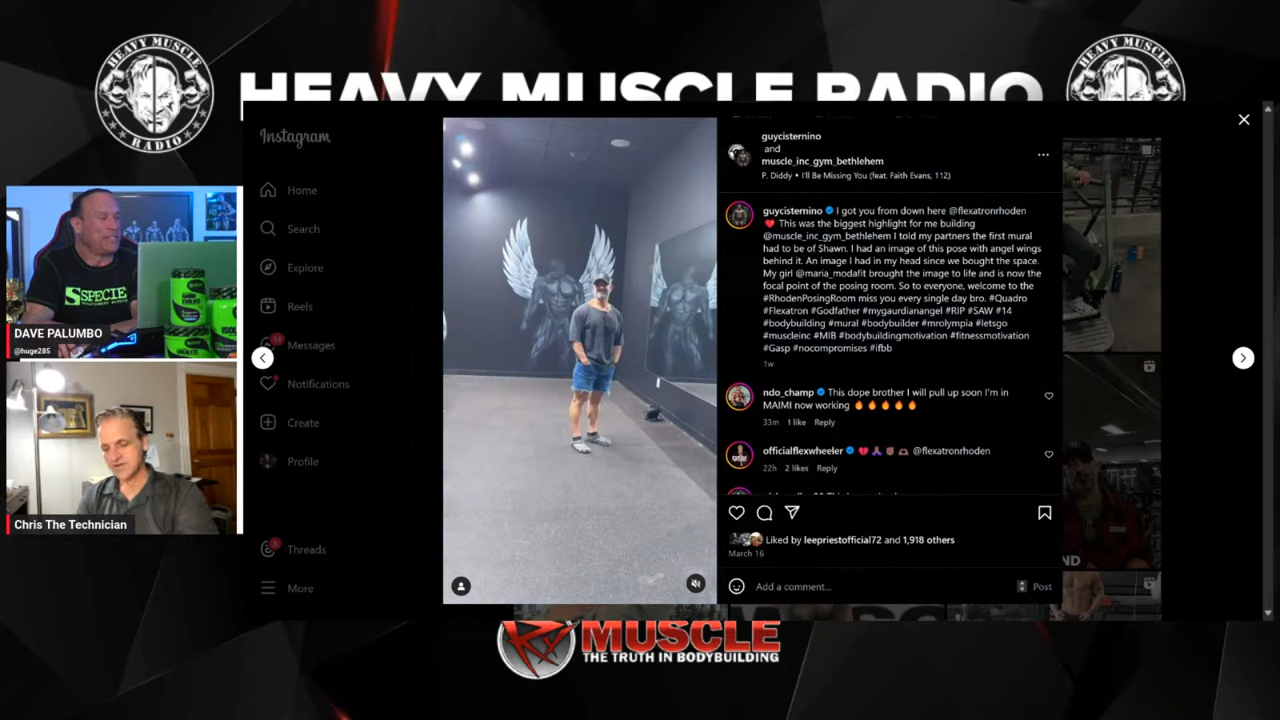 HEAVY MUSCLE
RADIO
HEAVY MUSCLE RADIO
HEAVY MUSCLE
Instagram
Home
Search
Explore
Reels
14
Messages
Notifications
Create
Profile
6
Threads
More
SPECIES
DAVE PALUMBO
@huge285
Chris The Technician
guycisternino
and
muscle_inc_gym_bethlehem
P. Diddy • I'll Be Missing You (feat. Faith Evans, 112)
guycisternino I got you from down here @flexatronrhoden
❤️ This was the biggest highlight for me building
@muscle_inc_gym_bethlehem I told my partners the first mural
had to be of Shawn. I had an image of this pose with angel wings
behind it. An image I had in my head since we bought the space.
My girl @maria_modafit brought the image to life and is now the
focal point of the posing room. So to everyone, welcome to the
#RhodenPosingRoom miss you every single day bro. #Quadro
#Flexatron #Godfather #mygaurdianangel #RIP #SAW #14
#bodybuilding #mural #bodybuilder #mrolympia #letsgo
#muscleinc #MIB #bodybuildingmotivation #fitnessmotivation
#Gasp #nocompromises #ifbb
1w
ndo_champ This dope brother I will pull up soon I'm in
MAIMI now working 🔥🔥🔥🔥🔥
33m 1 like Reply
officialflexwheeler 💔🙏🏾✊🏾🫶🏾 @flexatronrhoden
22h 2 likes Reply
Liked by leepriestofficial72 and 1,918 others
March 16
Add a comment...
Post
ND
RX MUSCLE
THE TRUTH IN BODYBUILDING